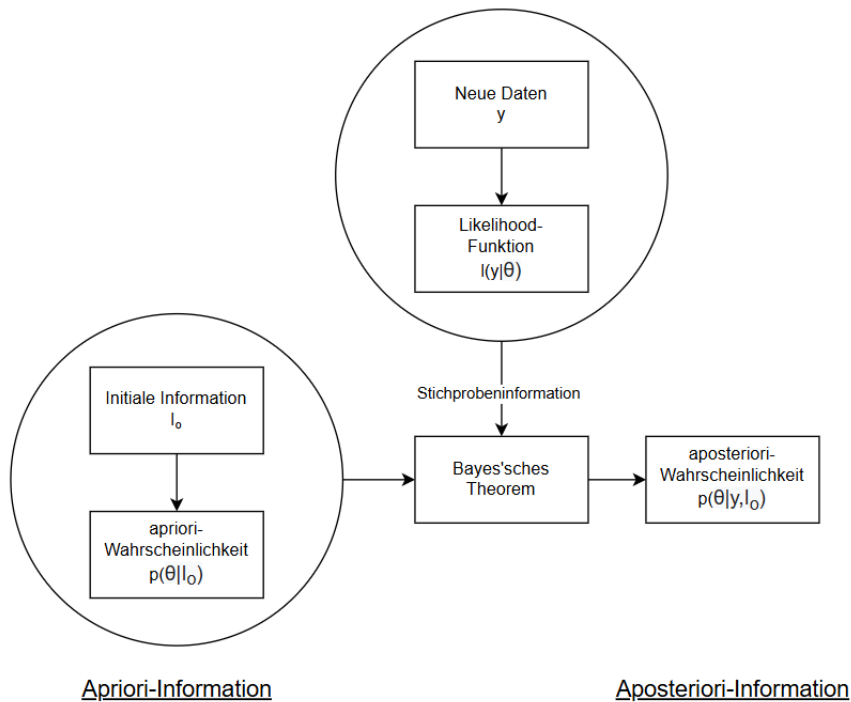 Neue Daten
y
Likelihood-
Funktion
l(y|θ)
Stichprobeninformation
Initiale Information
I₀
apriori-
Wahrscheinlichkeit
p(θ|I₀)
Bayes'sches
Theorem
aposteriori-
Wahrscheinlichkeit
p(θ|y,I₀)
Apriori-Information
Aposteriori-Information